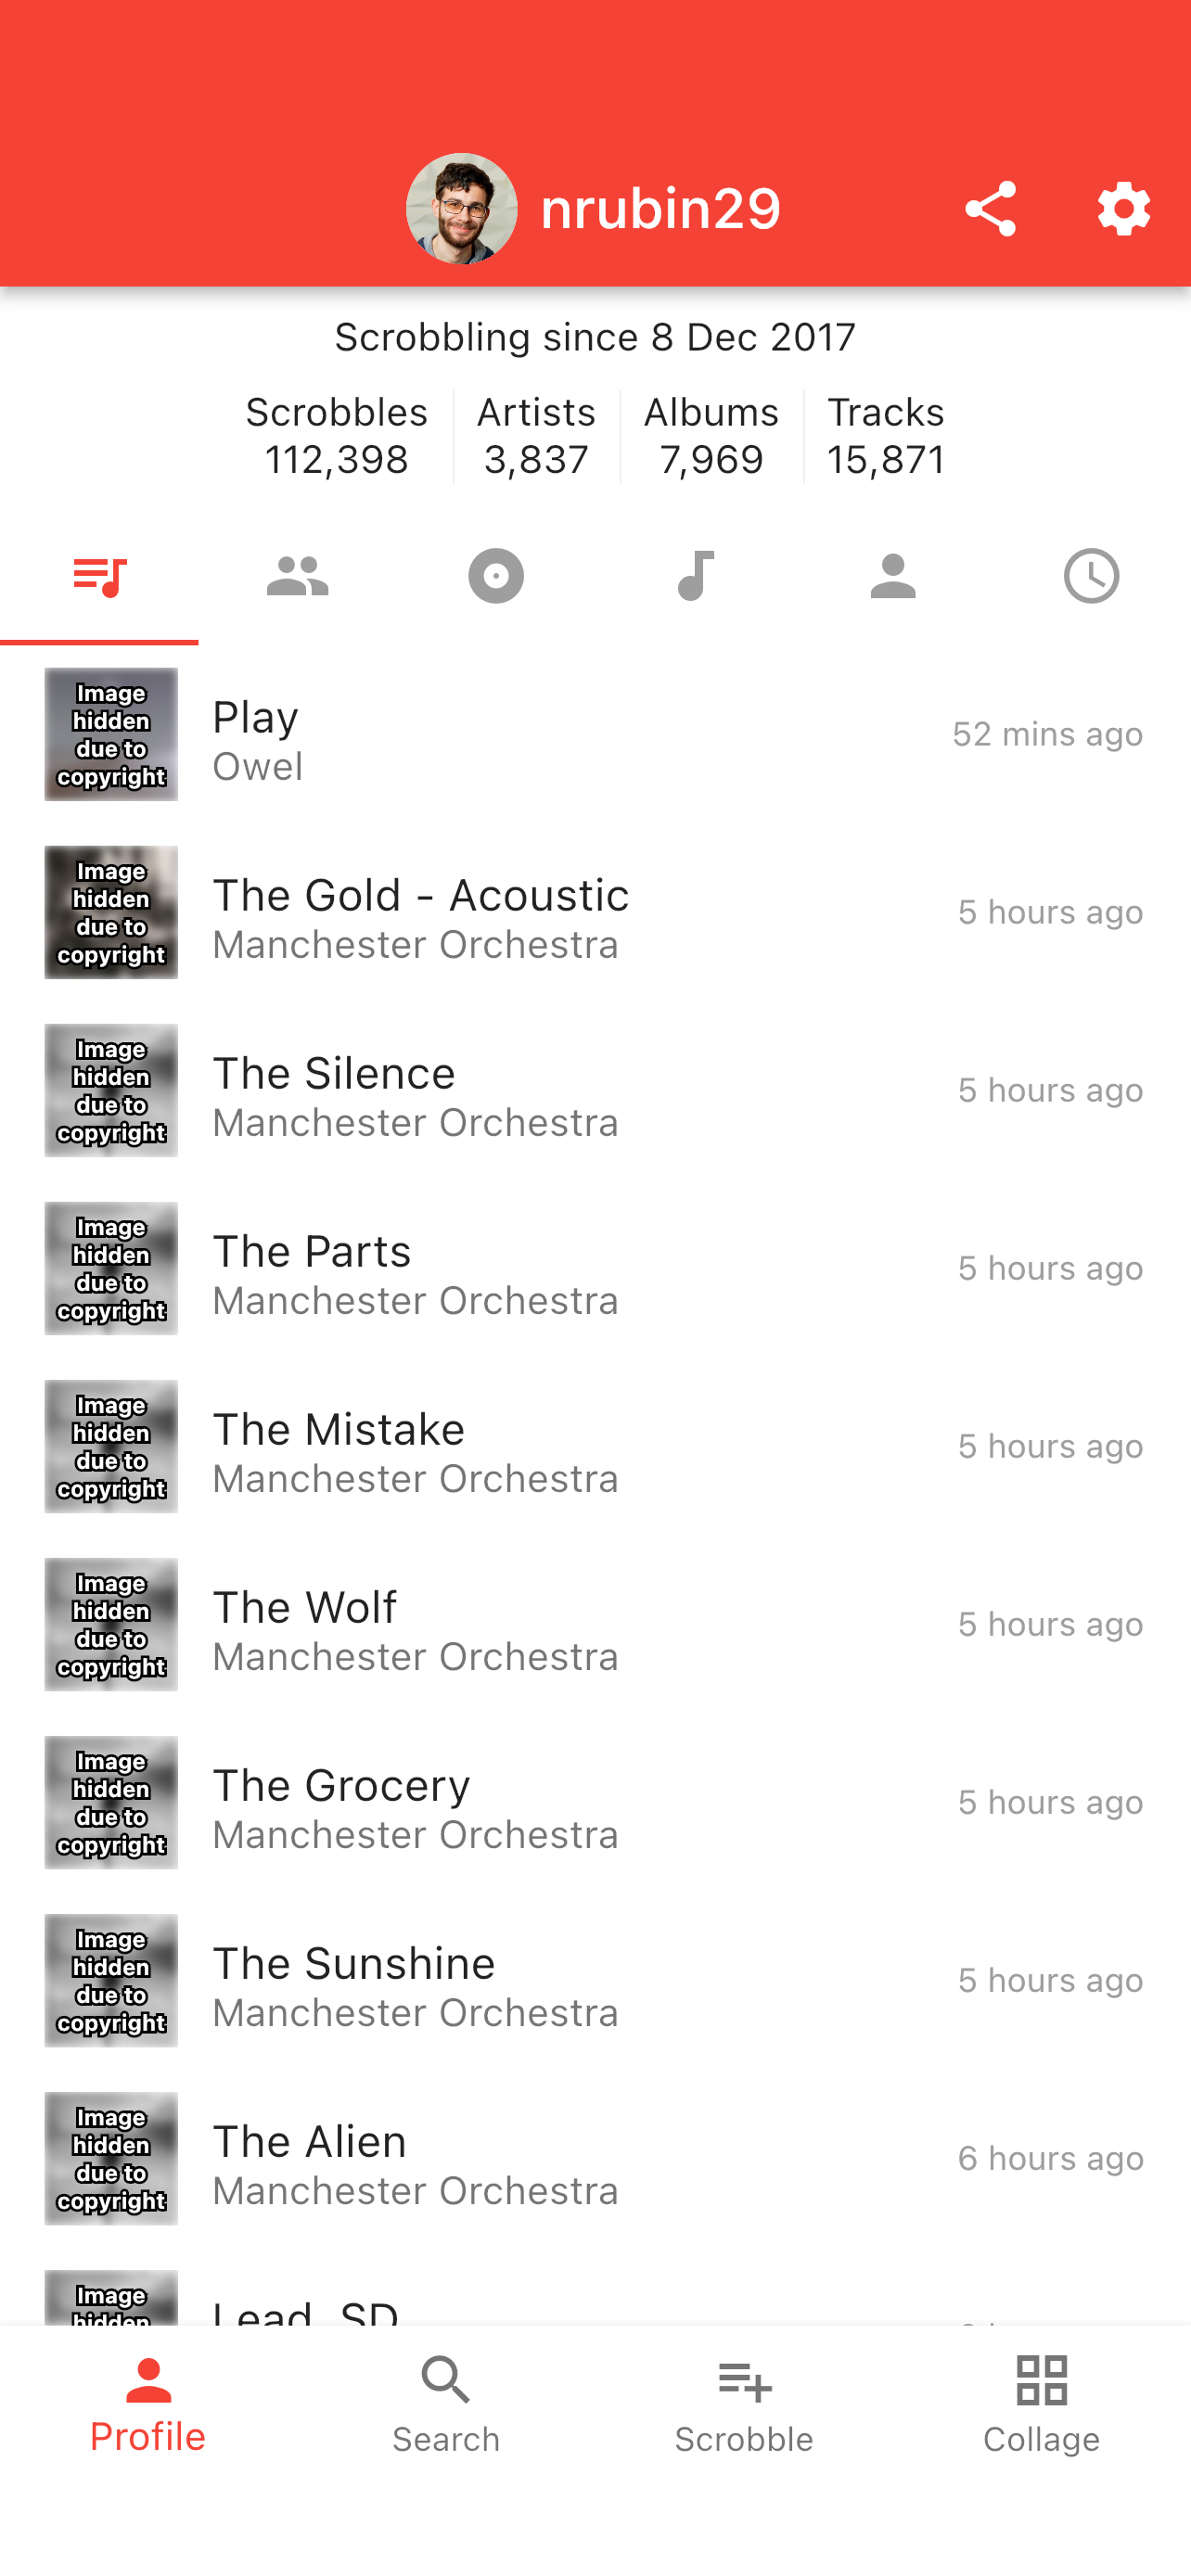 nrubin29
Scrobbling since 8 Dec 2017
Scrobbles Artists Albums Tracks
112,398 3,837 7,969 15,871
Image
hidden
due to
copyright
Play
Owel
52 mins ago
Image
hidden
due to
copyright
The Gold - Acoustic
Manchester Orchestra
5 hours ago
Image
hidden
due to
copyright
The Silence
Manchester Orchestra
5 hours ago
Image
hidden
due to
copyright
The Parts
Manchester Orchestra
5 hours ago
Image
hidden
due to
copyright
The Mistake
Manchester Orchestra
5 hours ago
Image
hidden
due to
copyright
The Wolf
Manchester Orchestra
5 hours ago
Image
hidden
due to
copyright
The Grocery
Manchester Orchestra
5 hours ago
Image
hidden
due to
copyright
The Sunshine
Manchester Orchestra
5 hours ago
Image
hidden
due to
copyright
The Alien
Manchester Orchestra
6 hours ago
Image
hidden
Lead, SD
Profile Search Scrobble Collage